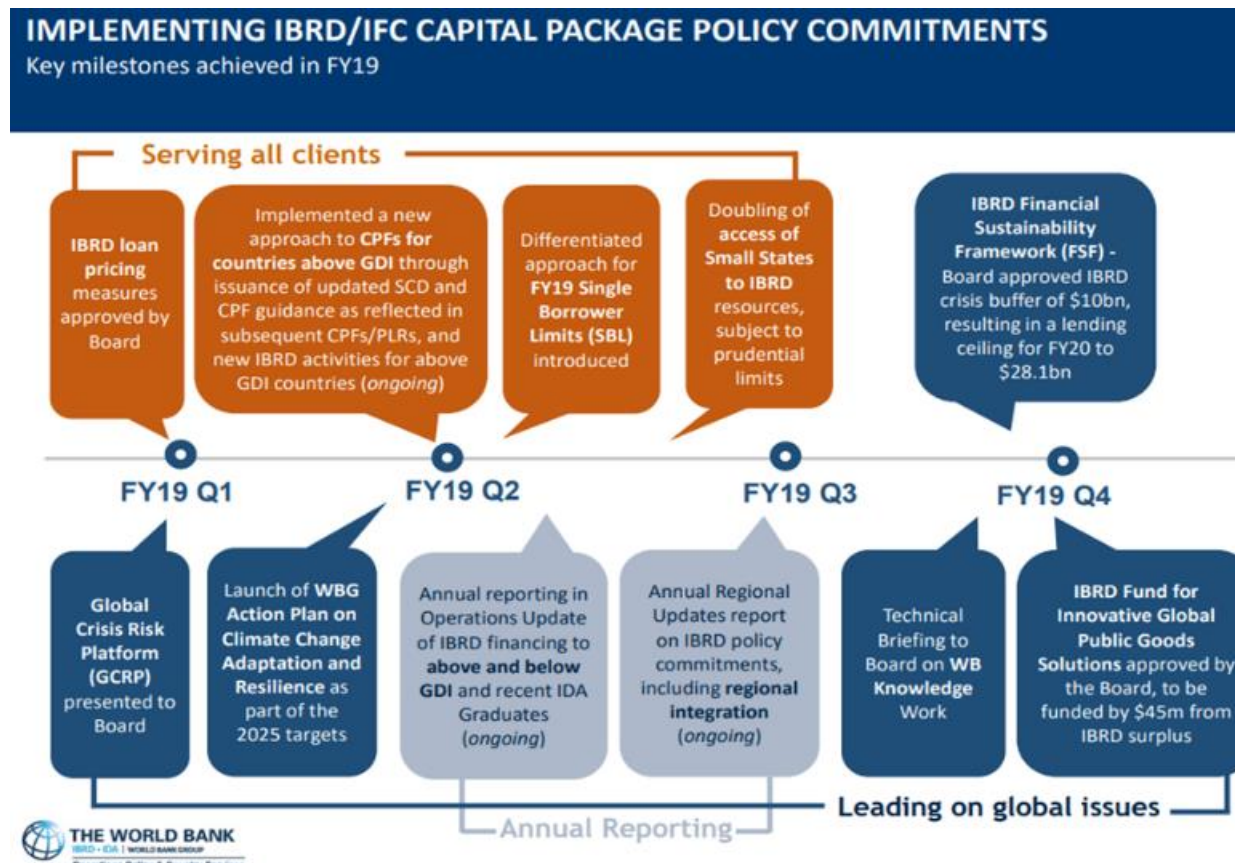 IMPLEMENTING IBRD/IFC CAPITAL PACKAGE POLICY COMMITMENTS
Key milestones achieved in FY19
Serving all clients
IBRD loan
pricing
measures
approved by
Board
Implemented a new
approach to CPFs for
countries above GDI through
issuance of updated SCD and
CPF guidance as reflected in
subsequent CPFs/PLRs, and
new IBRD activities for above
GDI countries (ongoing)
Differentiated
approach for
FY19 Single
Borrower
Limits (SBL)
introduced
Doubling of
access of
Small States
to IBRD
resources,
subject to
prudential
limits
IBRD Financial
Sustainability
Framework (FSF) -
Board approved IBRD
crisis buffer of $10bn,
resulting in a lending
ceiling for FY20 to
$28.1bn
FY19 Q1
FY19 Q2
FY19 Q3
FY19 Q4
Global
Crisis Risk
Platform
(GCRP)
presented to
Board
Launch of WBG
Action Plan on
Climate Change
Adaptation and
Resilience as
part of the
2025 targets
Annual reporting in
Operations Update
of IBRD financing to
above and below
GDI and recent IDA
Graduates
(ongoing)
Annual Regional
Updates report
on IBRD policy
commitments,
including regional
integration
(ongoing)
Technical
Briefing to
Board on WB
Knowledge
Work
IBRD Fund for
Innovative Global
Public Goods
Solutions approved by
the Board, to be
funded by $45m from
IBRD surplus
Leading on global issues
Annual Reporting
THE WORLD BANK
IBRD • IDA | WORLD BANK GROUP